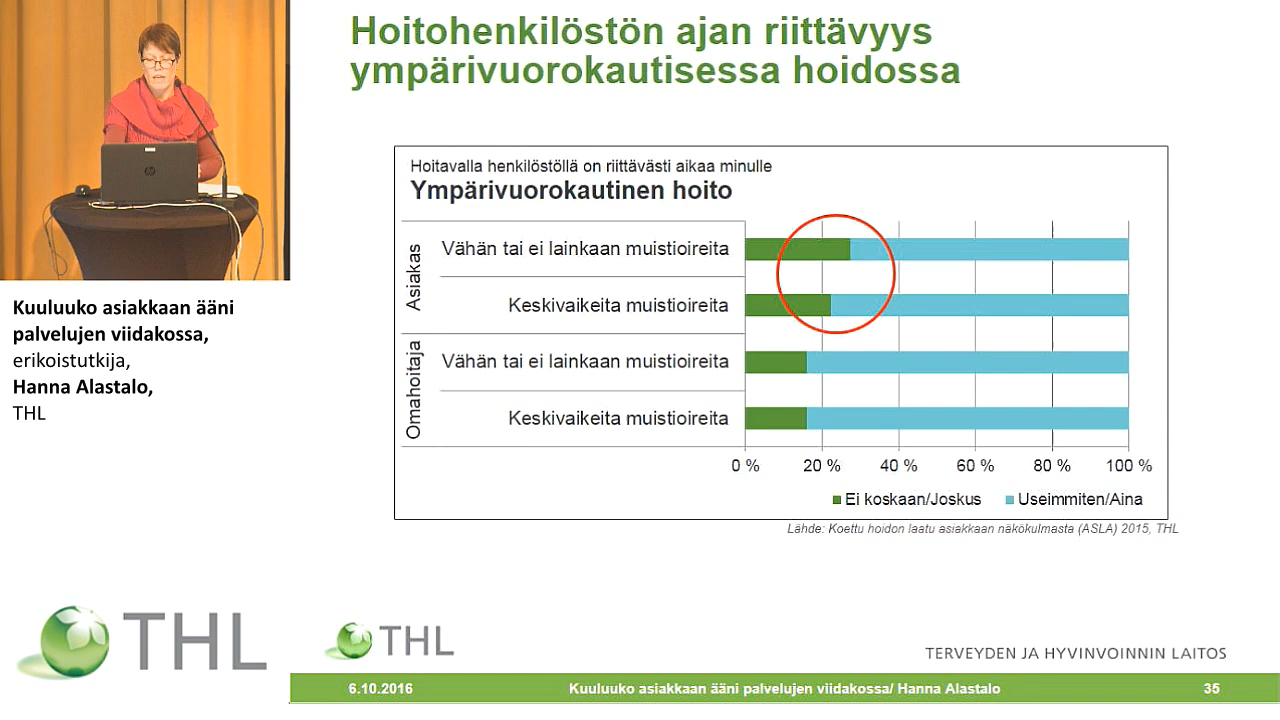 Hoitohenkilöstön ajan riittävyys
ympärivuorokautisessa hoidossa
Kuuluuko asiakkaan ääni
palvelujen viidakossa,
erikoistutkija,
Hanna Alastalo,
THL
Hoitavalla henkilöstöllä on riittävästi aikaa minulle
Ympärivuorokautinen hoito
Asiakas
Vähän tai ei lainkaan muistioireita
Keskivaikeita muistioireita
Omahoitaja
Vähän tai ei lainkaan muistioireita
Keskivaikeita muistioireita
0 % 20 % 40 % 60 % 80 % 100 %
Ei koskaan/Joskus Useimmiten/Aina
Lähde: Koettu hoidon laatu asiakkaan näkökulmasta (ASLA) 2015, THL
THL
THL
TERVEYDEN JA HYVINVOINNIN LAITOS
6.10.2016 Kuuluuko asiakkaan ääni palvelujen viidakossa/ Hanna Alastalo 35